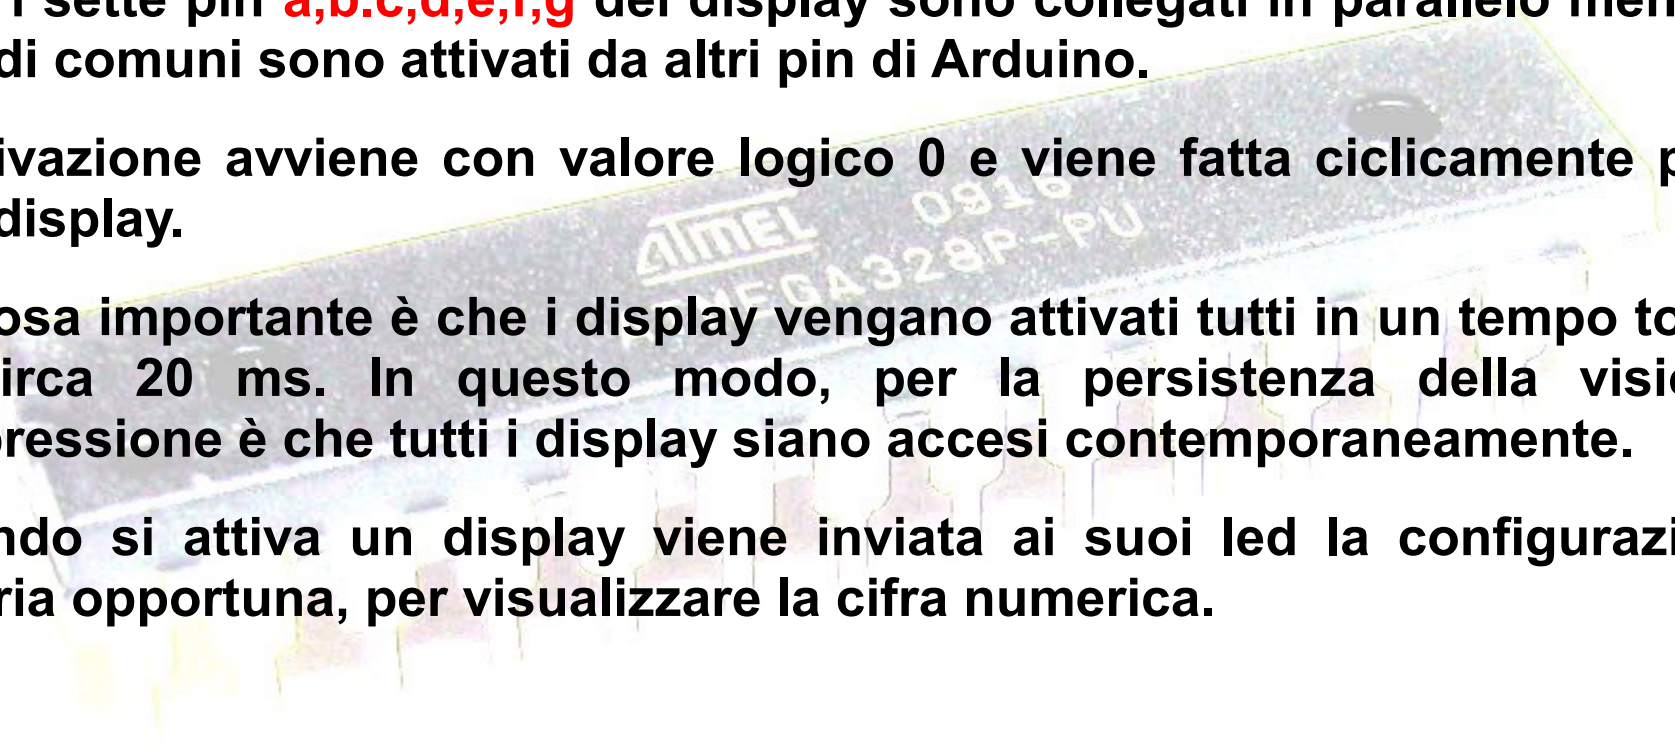 i sette pin a,b.c,d,e,f,g dei display sono collegati in parallelo men
di comuni sono attivati da altri pin di Arduino.
ivazione avviene con valore logico 0 e viene fatta ciclicamente p
display.
osa importante è che i display vengano attivati tutti in un tempo to
irca 20 ms. In questo modo, per la persistenza della visio
pressione è che tutti i display siano accesi contemporaneamente.
ndo si attiva un display viene inviata ai suoi led la configurazi
ria opportuna, per visualizzare la cifra numerica.
ATMEL 0916
MEGA328P-PU